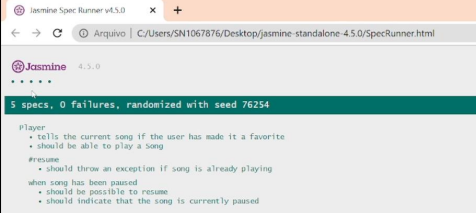 Jasmine Spec Runner v4.5.0
Arquivo | C:/Users/SN1067876/Desktop/jasmine-standalone-4.5.0/SpecRunner.html
Jasmine 4.5.0
5 specs, 0 failures, randomized with seed 76254
Player
• tells the current song if the user has made it a favorite
• should be able to play a Song
#resume
• should throw an exception if song is already playing
when song has been paused
• should be possible to resume
• should indicate that the song is currently paused